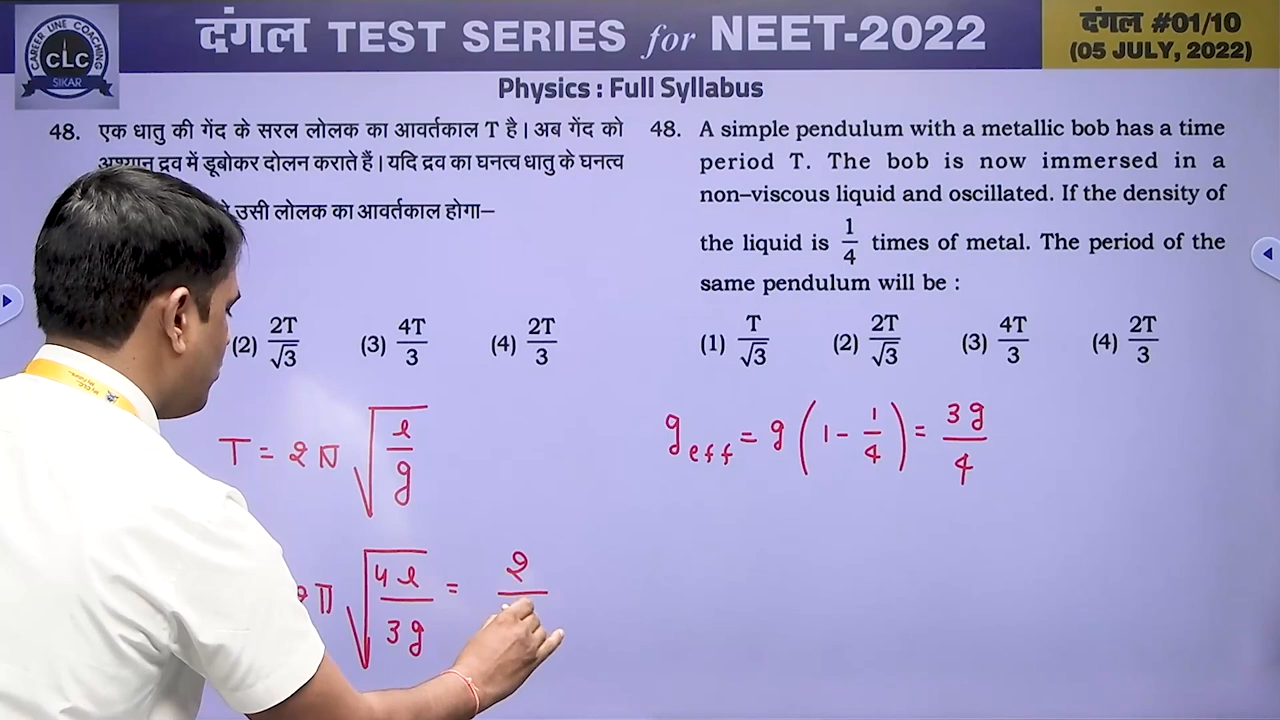 CAREER LINE COACHING
CLC
SIKAR
दंगल TEST SERIES for NEET-2022
दंगल #01/10
(05 JULY, 2022)
Physics : Full Syllabus
48. एक धातु की गेंद के सरल लोलक का आवर्तकाल T है। अब गेंद को
अश्यान द्रव में डूबोकर दोलन कराते हैं। यदि द्रव का घनत्व धातु के घनत्व
उसी लोलक का आवर्तकाल होगा–
(2) 2T/√3 (3) 4T/3 (4) 2T/3
48. A simple pendulum with a metallic bob has a time
period T. The bob is now immersed in a
non–viscous liquid and oscillated. If the density of
the liquid is 1/4 times of metal. The period of the
same pendulum will be :
(1) T/√3 (2) 2T/√3 (3) 4T/3 (4) 2T/3
T = 2π √(l/g)
2π √(4l/3g) = 2
g eff = g (1 - 1/4) = 3g/4